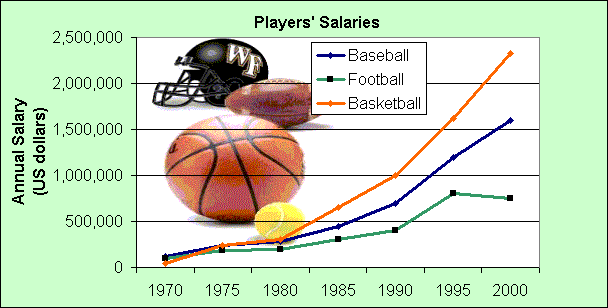 Players' Salaries
2,500,000
2,000,000
1,500,000
1,000,000
500,000
0
Annual Salary
(US dollars)
Baseball
Football
Basketball
WF
1970 1975 1980 1985 1990 1995 2000